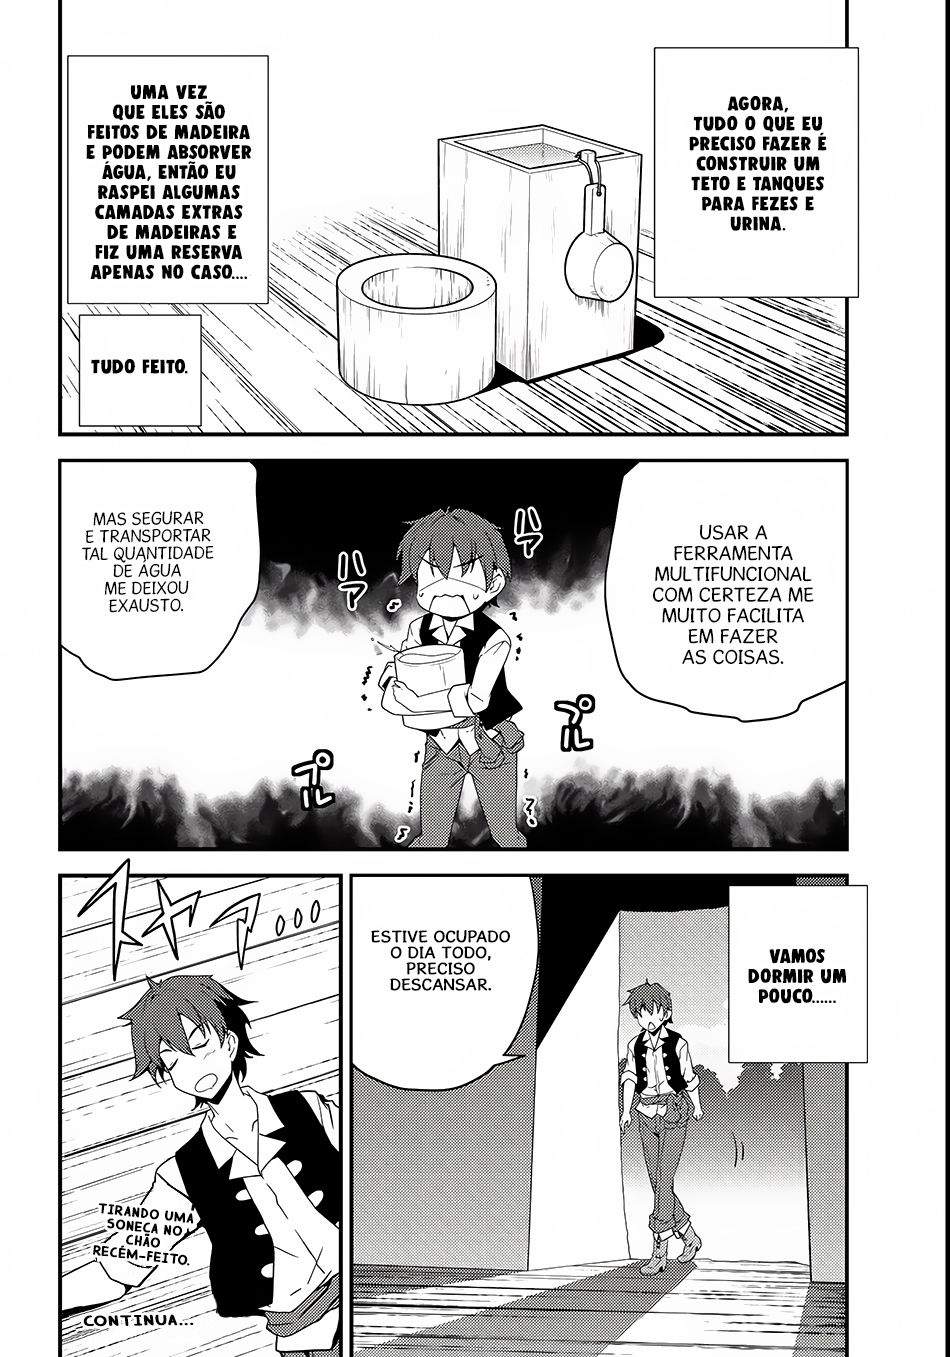 AGORA,
TUDO O QUE EU
PRECISO FAZER É
CONSTRUIR UM
TETO E TANQUES
PARA FEZES E
URINA.
UMA VEZ
QUE ELES SÃO
FEITOS DE MADEIRA
E PODEM ABSORVER
ÁGUA, ENTÃO EU
RASPEI ALGUMAS
CAMADAS EXTRAS
DE MADEIRAS E
FIZ UMA RESERVA
APENAS NO CASO....
TUDO FEITO.
USAR A
FERRAMENTA
MULTIFUNCIONAL
COM CERTEZA ME
MUITO FACILITA
EM FAZER
AS COISAS.
ハァ
ハァ
MAS SEGURAR
E TRANSPORTAR
TAL QUANTIDADE
DE ÁGUA
ME DEIXOU
EXAUSTO.
プル
プル
VAMOS
DORMIR UM
POUCO......
ESTIVE OCUPADO
O DIA TODO,
PRECISO
DESCANSAR.
TIRANDO UMA
SONECA NO
CHÃO
RECÉM-FEITO.
CONTINUA...